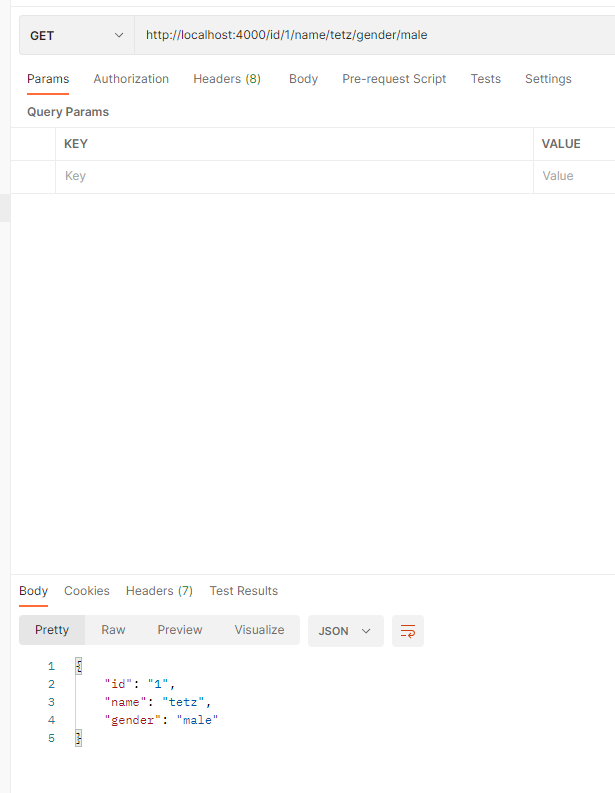 GET http://localhost:4000/id/1/name/tetz/gender/male
Params Authorization Headers (8) Body Pre-request Script Tests Settings
Query Params
KEY VALUE
Key Value
Body Cookies Headers (7) Test Results
Pretty Raw Preview Visualize JSON
1 {
2 "id": "1",
3 "name": "tetz",
4 "gender": "male"
5 }